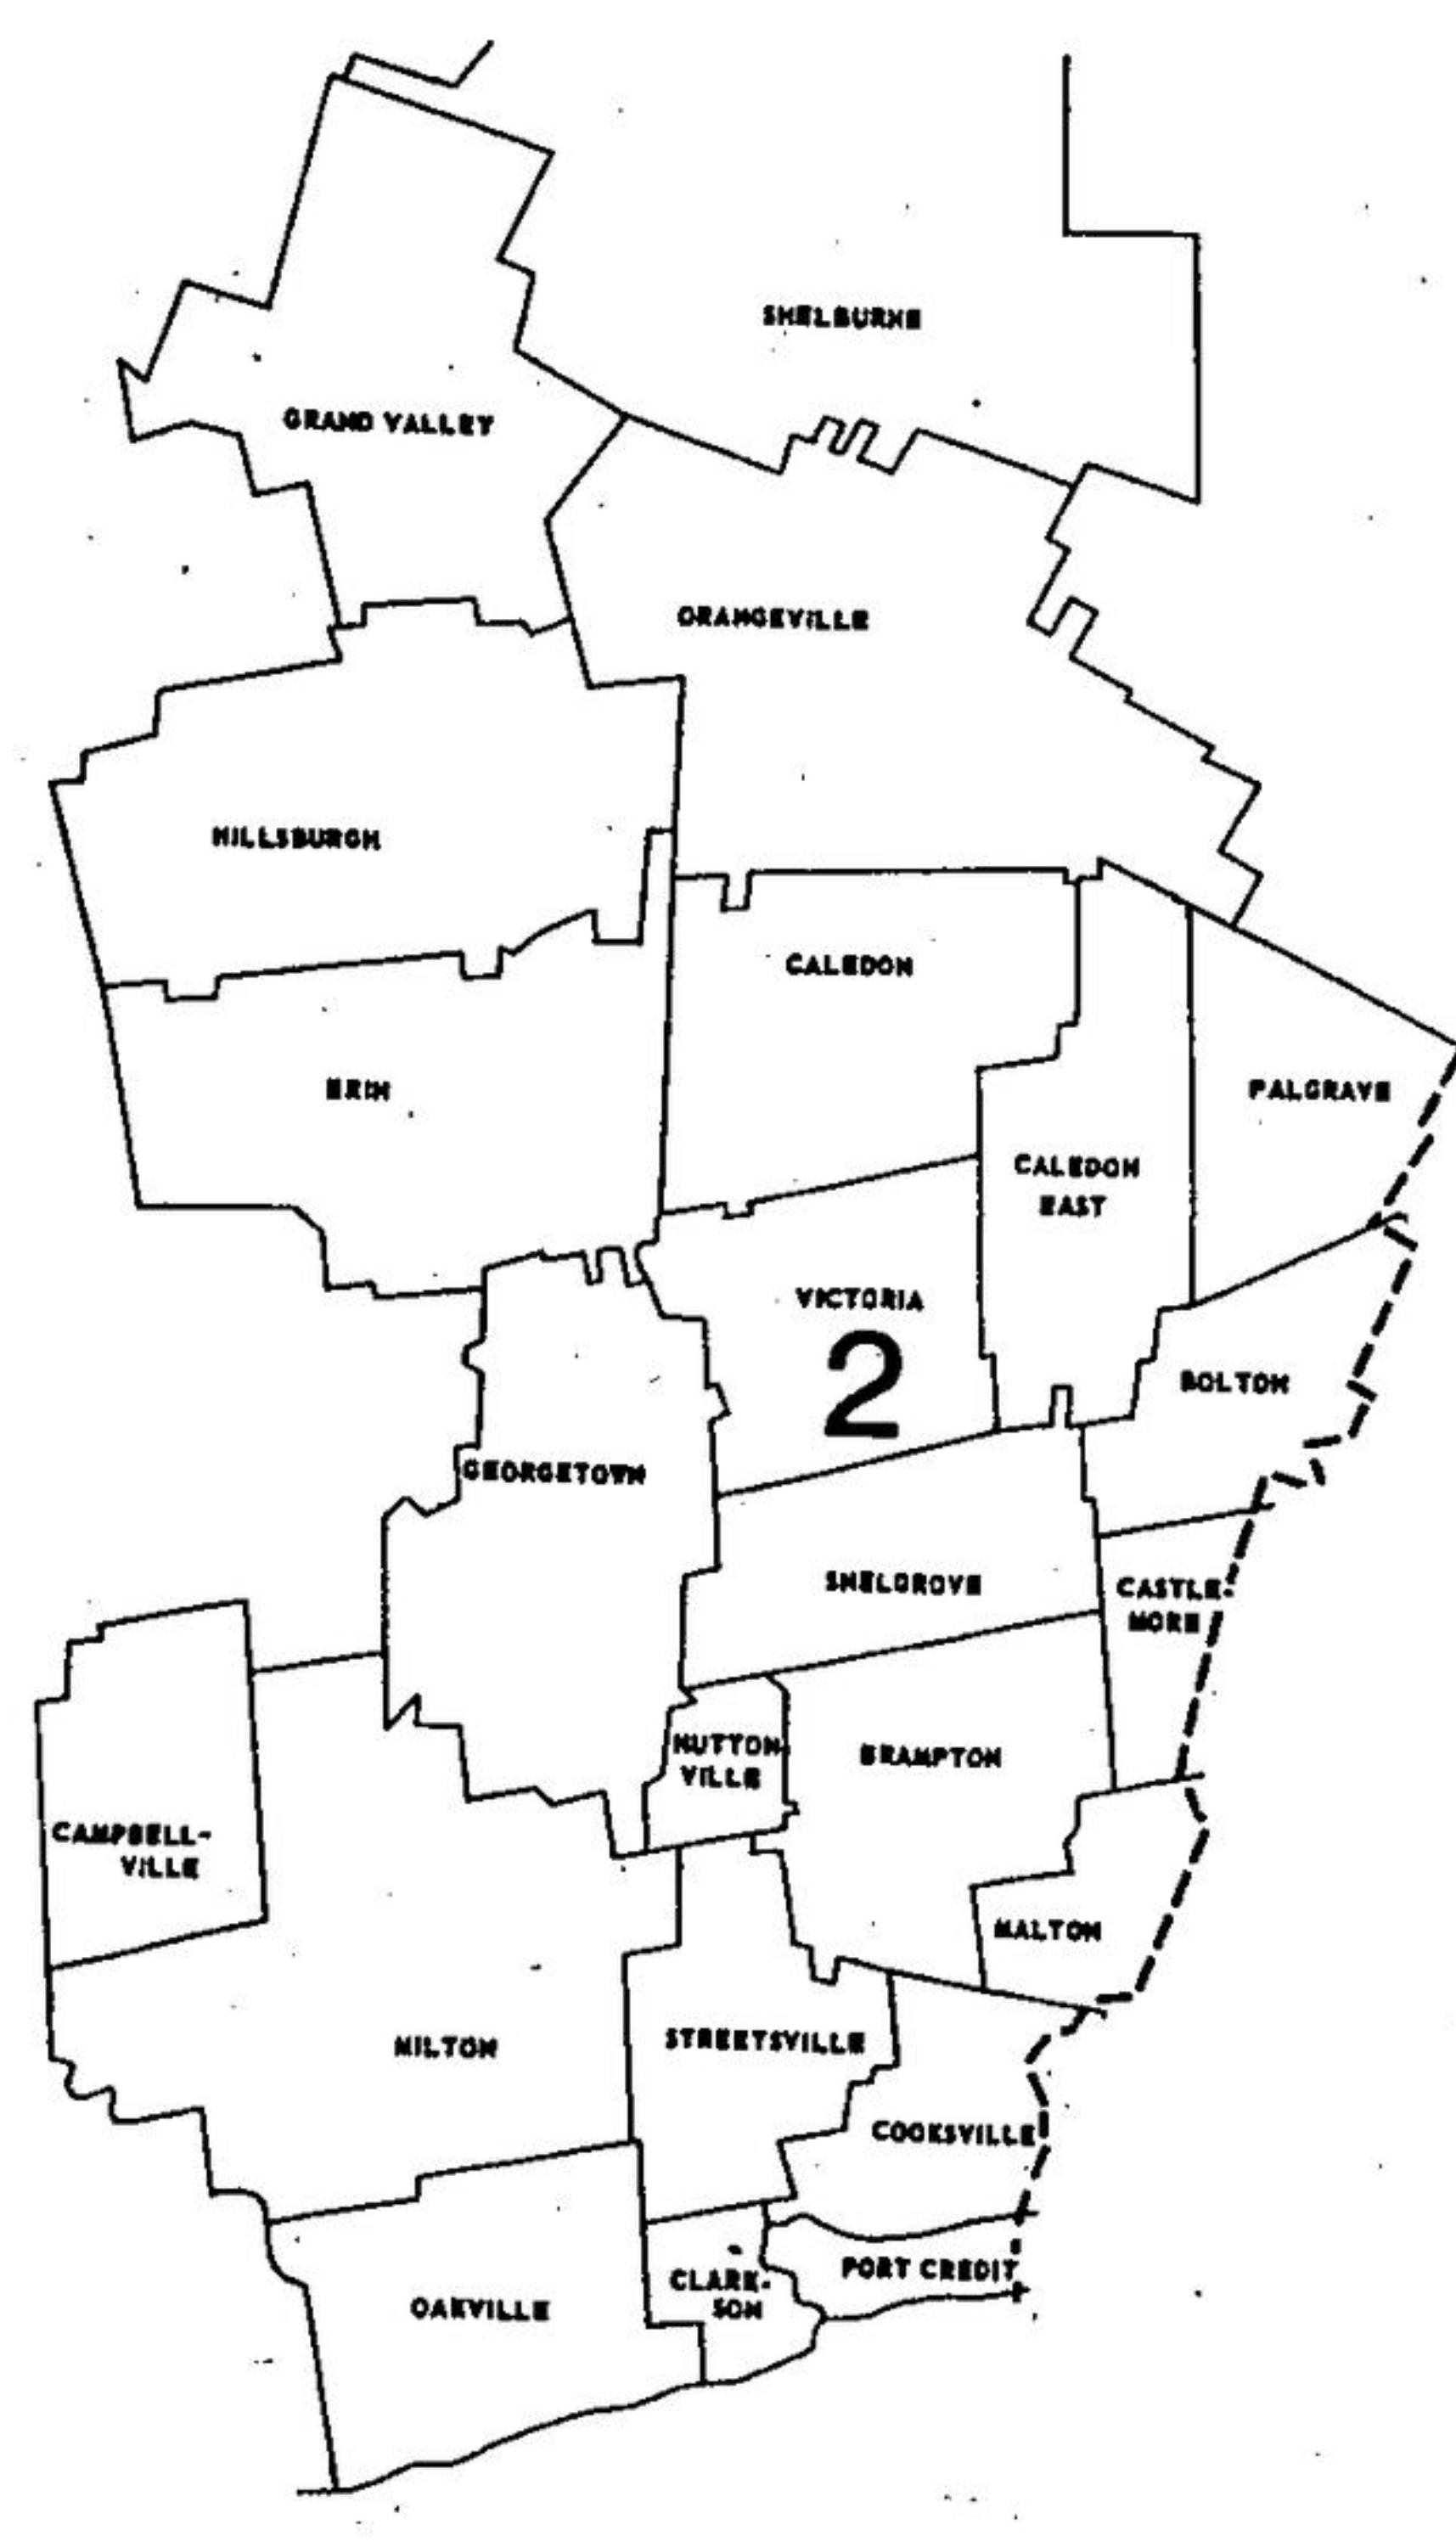 SHELBURNE
GRAND VALLEY
ORANGEVILLE
HILLSBURGH
CALEDON
ERIN
PALGRAVE
CALEDON
EAST
VICTORIA
2
BOLTON
GEORGETOWN
SNELGROVE
CASTLE-
MORE
HUTTON-
VILLE
BRAMPTON
CAMPBELL-
VILLE
MALTON
MILTON
STREETSVILLE
COOKSVILLE
PORT CREDIT
CLARK-
SON
OAKVILLE